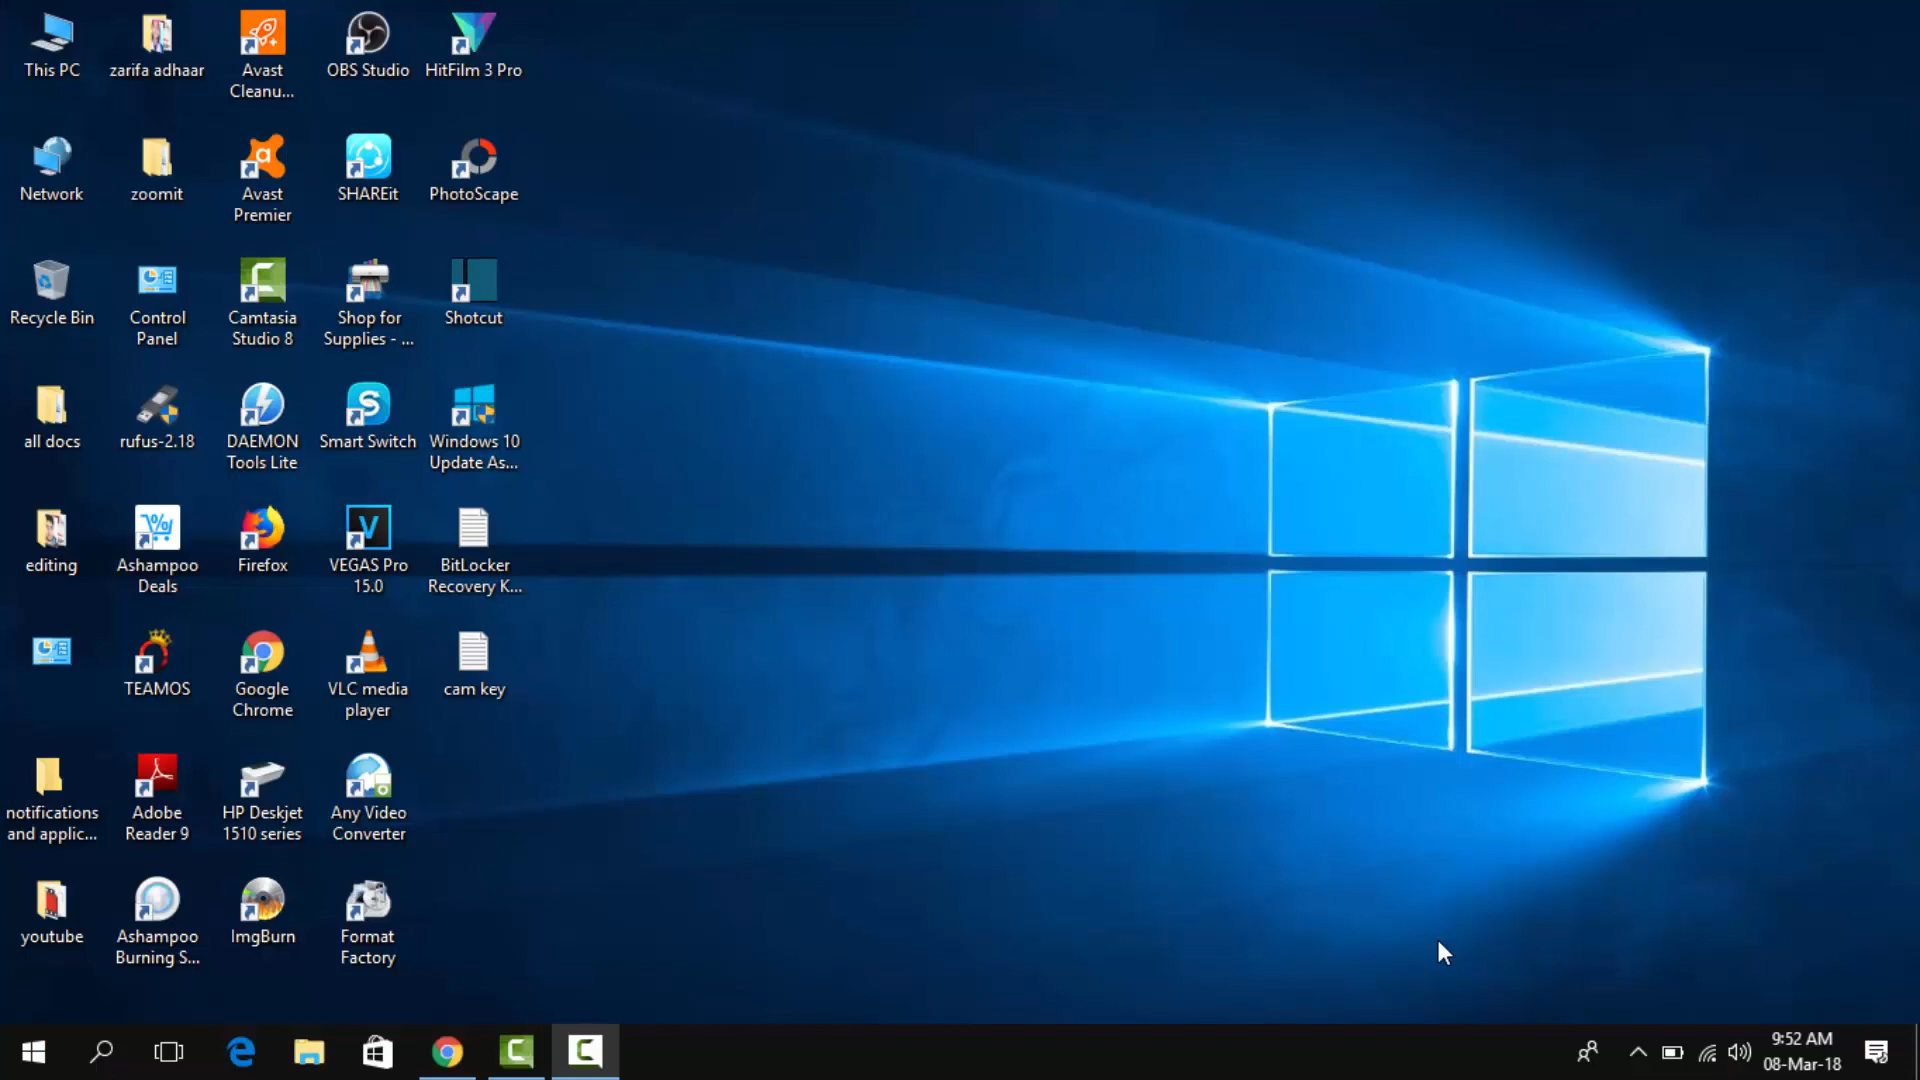 This PC
zarifa adhaar
Avast
Cleanu...
OBS Studio
HitFilm 3 Pro
Network
zoomit
Avast
Premier
SHAREit
PhotoScape
Recycle Bin
Control
Panel
Camtasia
Studio 8
Shop for
Supplies - ...
Shotcut
all docs
rufus-2.18
DAEMON
Tools Lite
Smart Switch
Windows 10
Update As...
editing
Ashampoo
Deals
Firefox
VEGAS Pro
15.0
BitLocker
Recovery K...
TEAMOS
Google
Chrome
VLC media
player
cam key
notifications
and applic...
Adobe
Reader 9
HP Deskjet
1510 series
Any Video
Converter
youtube
Ashampoo
Burning S...
ImgBurn
Format
Factory
9:52 AM
08-Mar-18